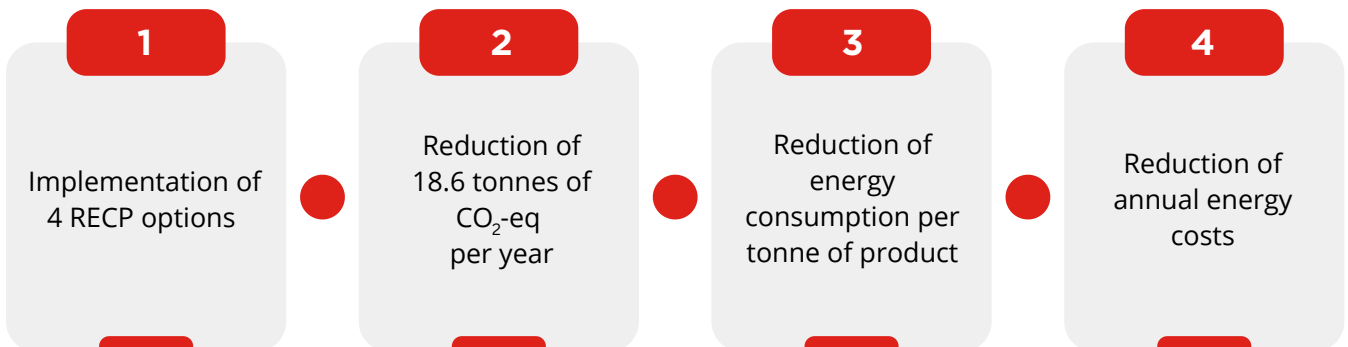 1
Implementation of
4 RECP options
2
Reduction of
18.6 tonnes of
CO₂-eq
per year
3
Reduction of
energy
consumption per
tonne of product
4
Reduction of
annual energy
costs